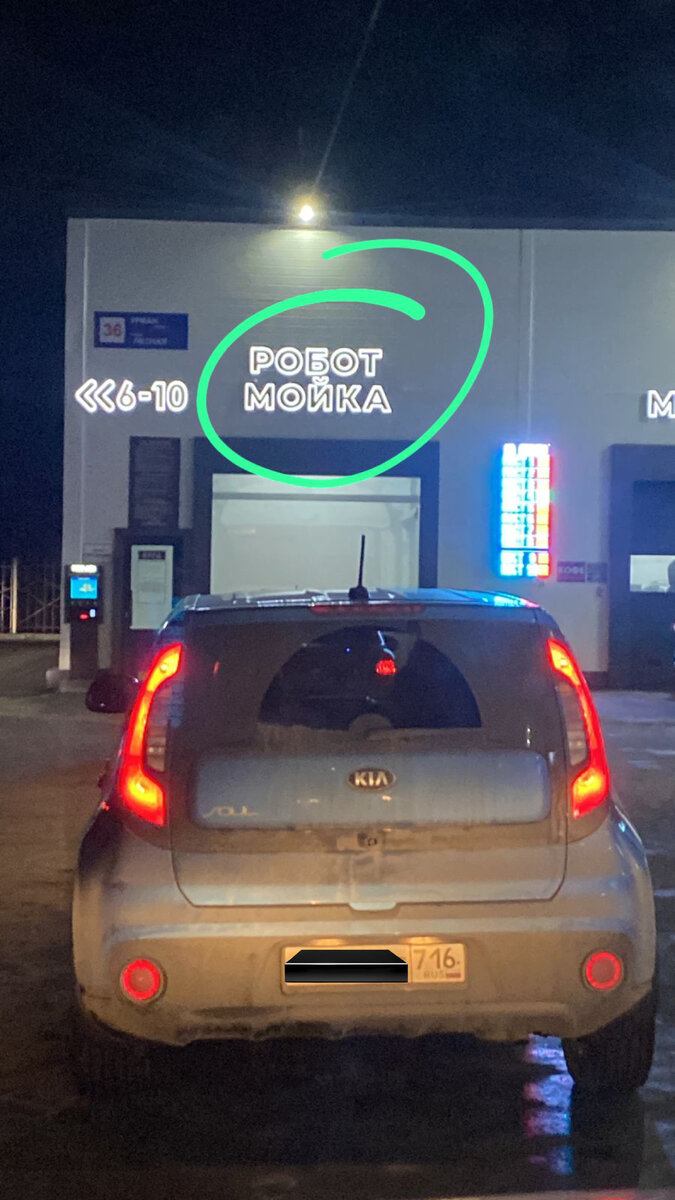 36
РОБОТ
МОЙКА
«6-10
М
КОФЕ
KIA
SOUL
716
RUS